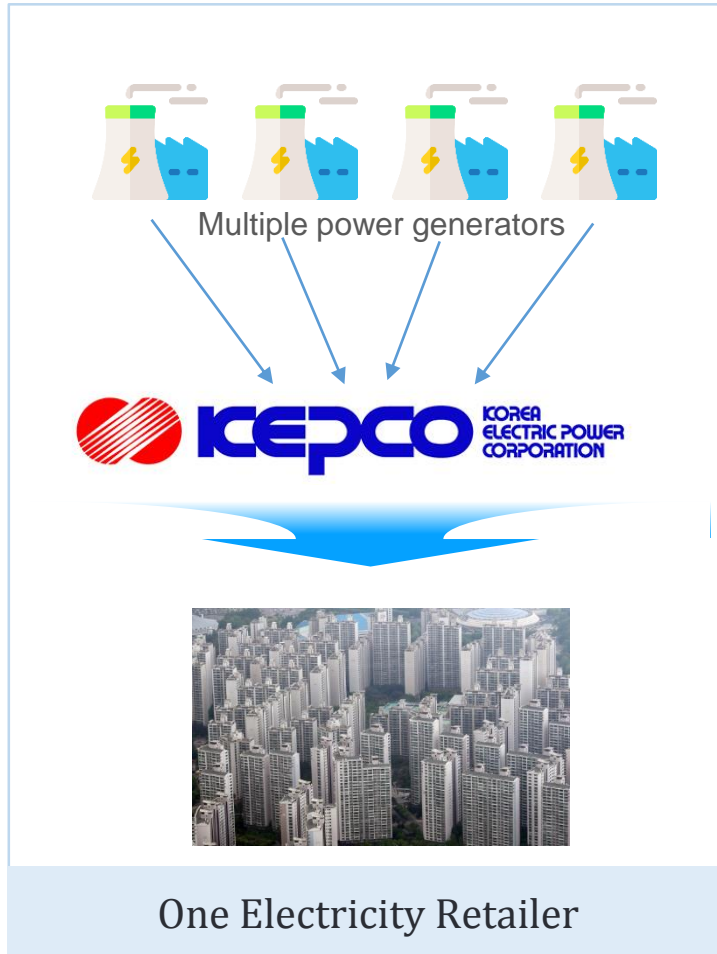 Multiple power generators
KEPCO KOREA
ELECTRIC POWER
CORPORATION
One Electricity Retailer